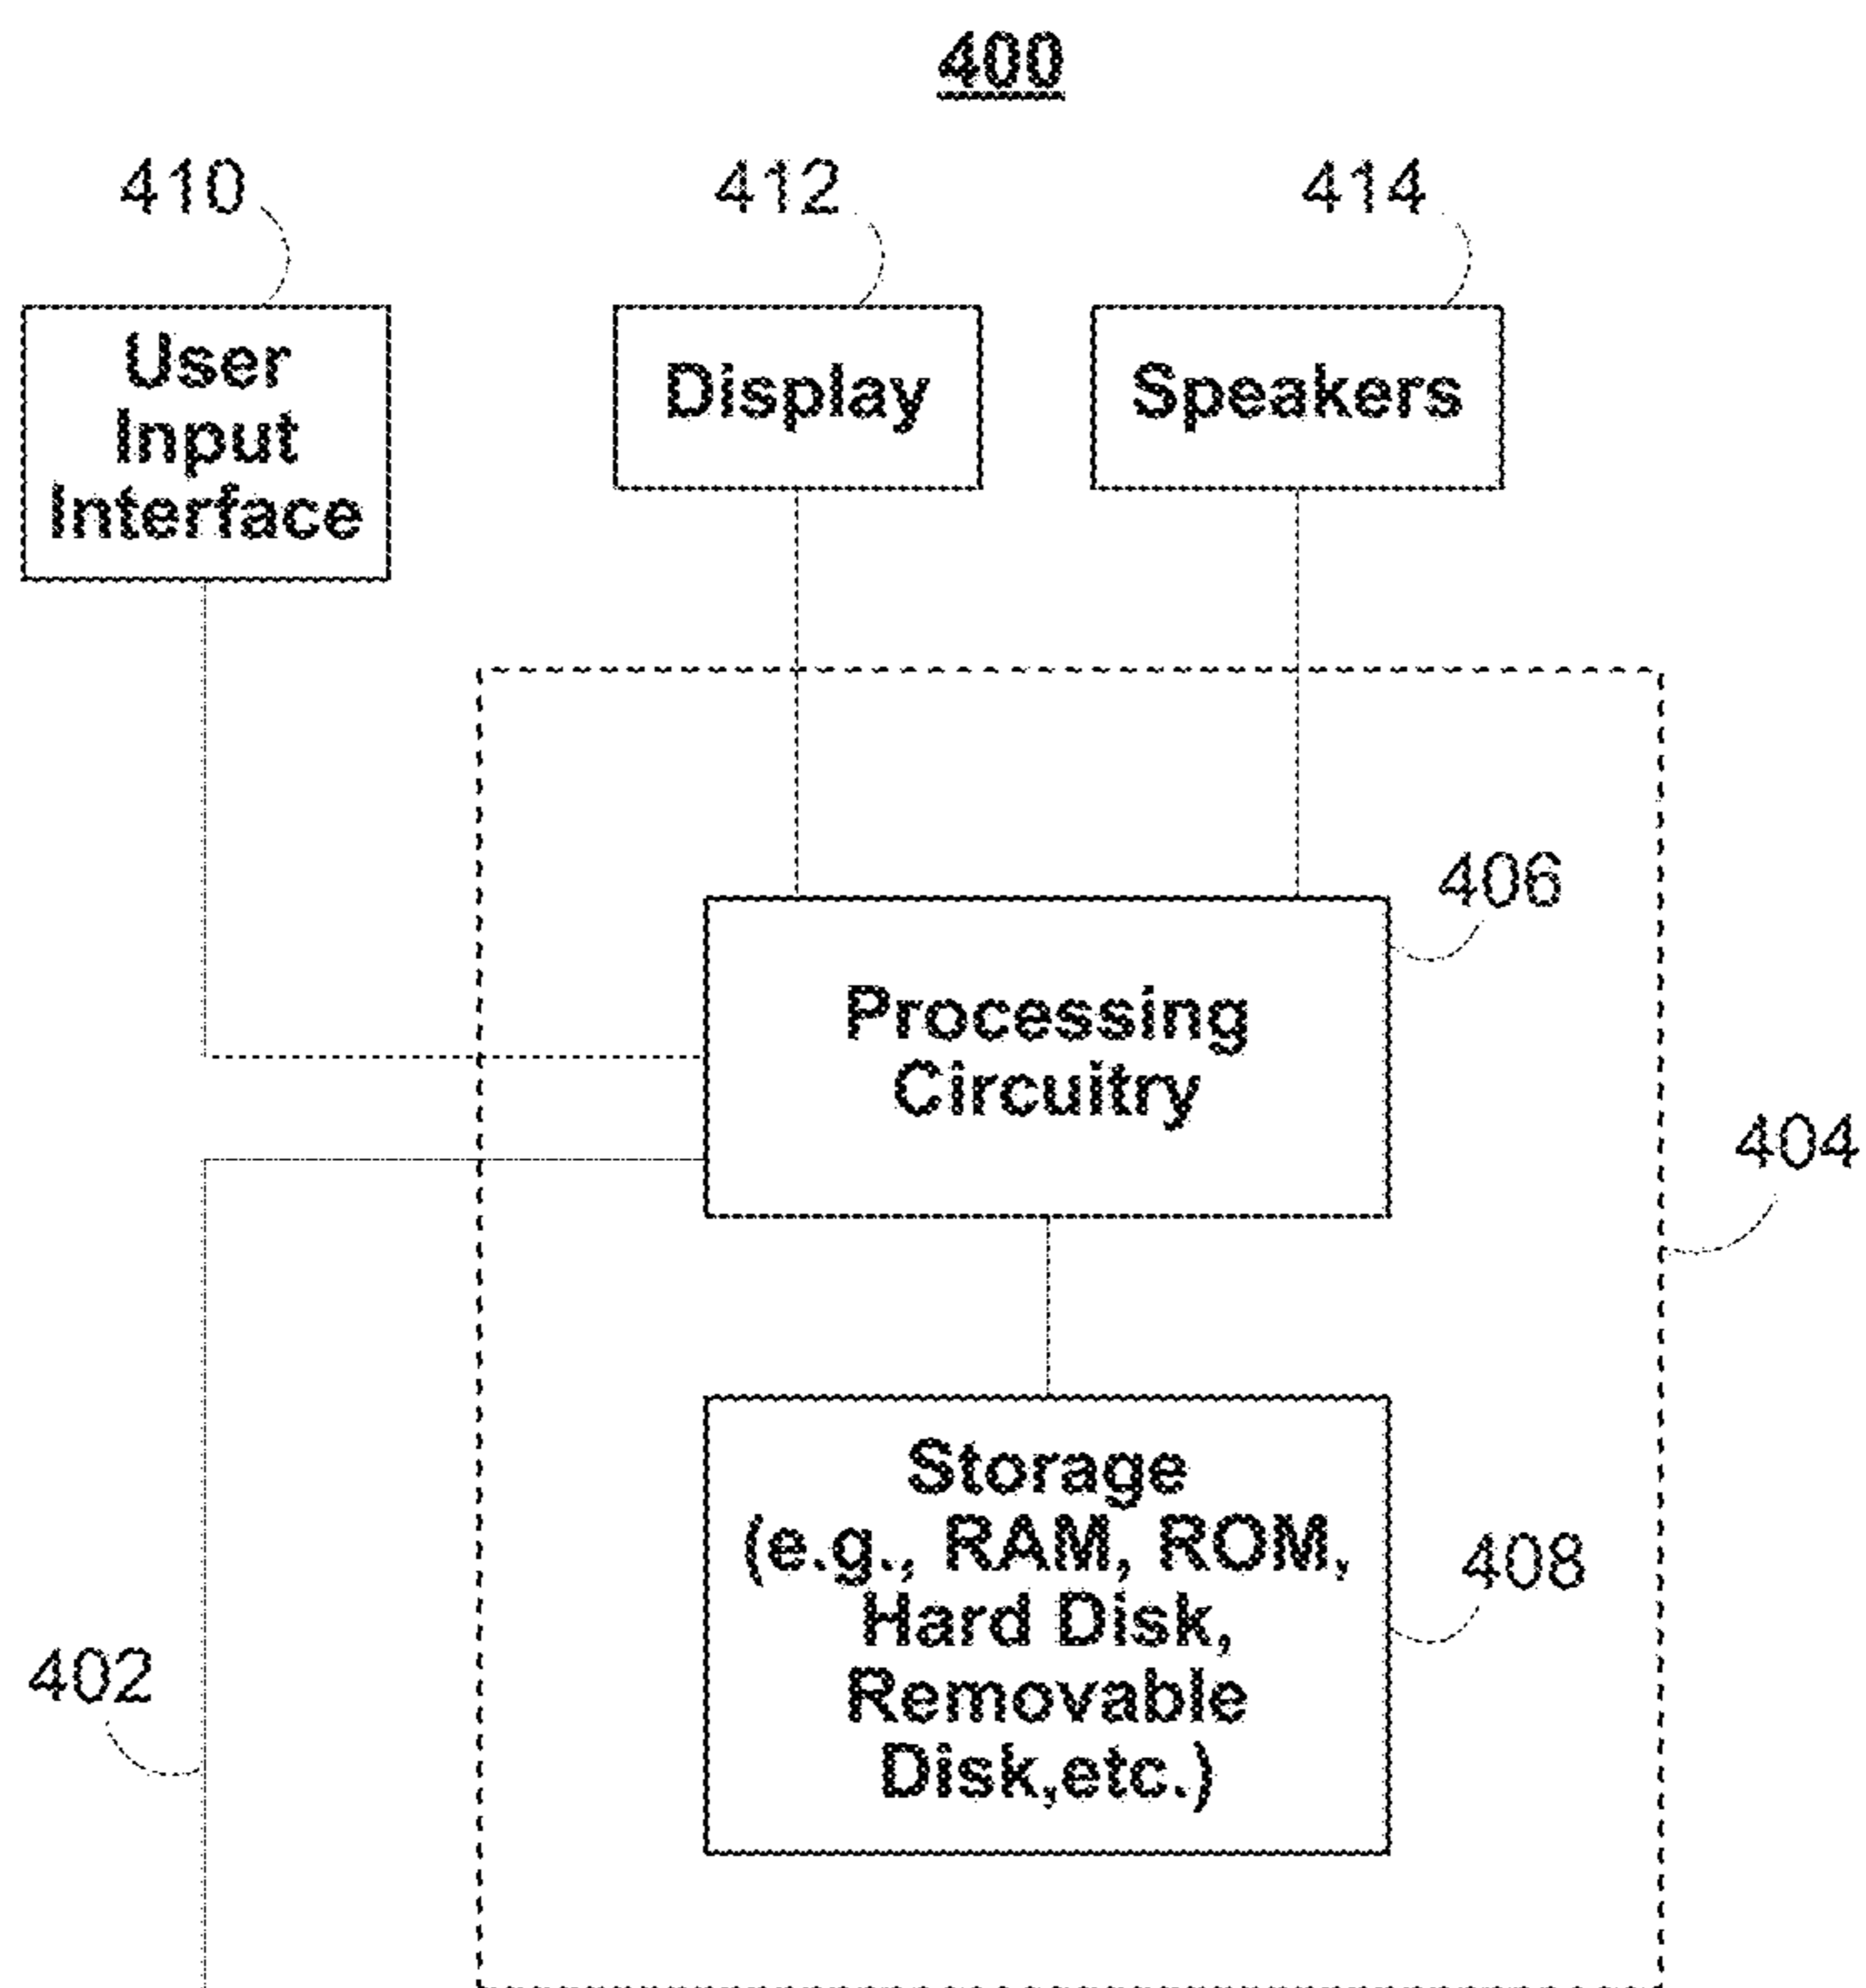 400
410
412
414
User
Input
Interface
Display
Speakers
406
Processing
Circuitry
404
Storage
(e.g., RAM, ROM,
Hard Disk,
Removable
Disk,etc.)
408
402